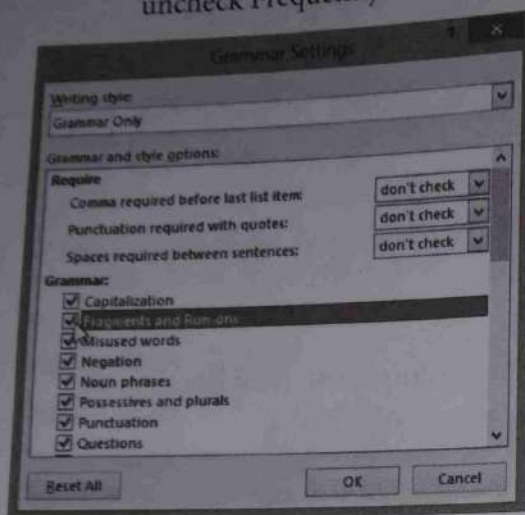 uncheck Frequently
Grammar Settings
? ×
Writing style:
Grammar Only
Grammar and style options:
Require
Comma required before last list item: don't check
Punctuation required with quotes: don't check
Spaces required between sentences: don't check
Grammar:
Capitalization
Fragments and Run-ons
Misused words
Negation
Noun phrases
Possessives and plurals
Punctuation
Questions
Reset All OK Cancel